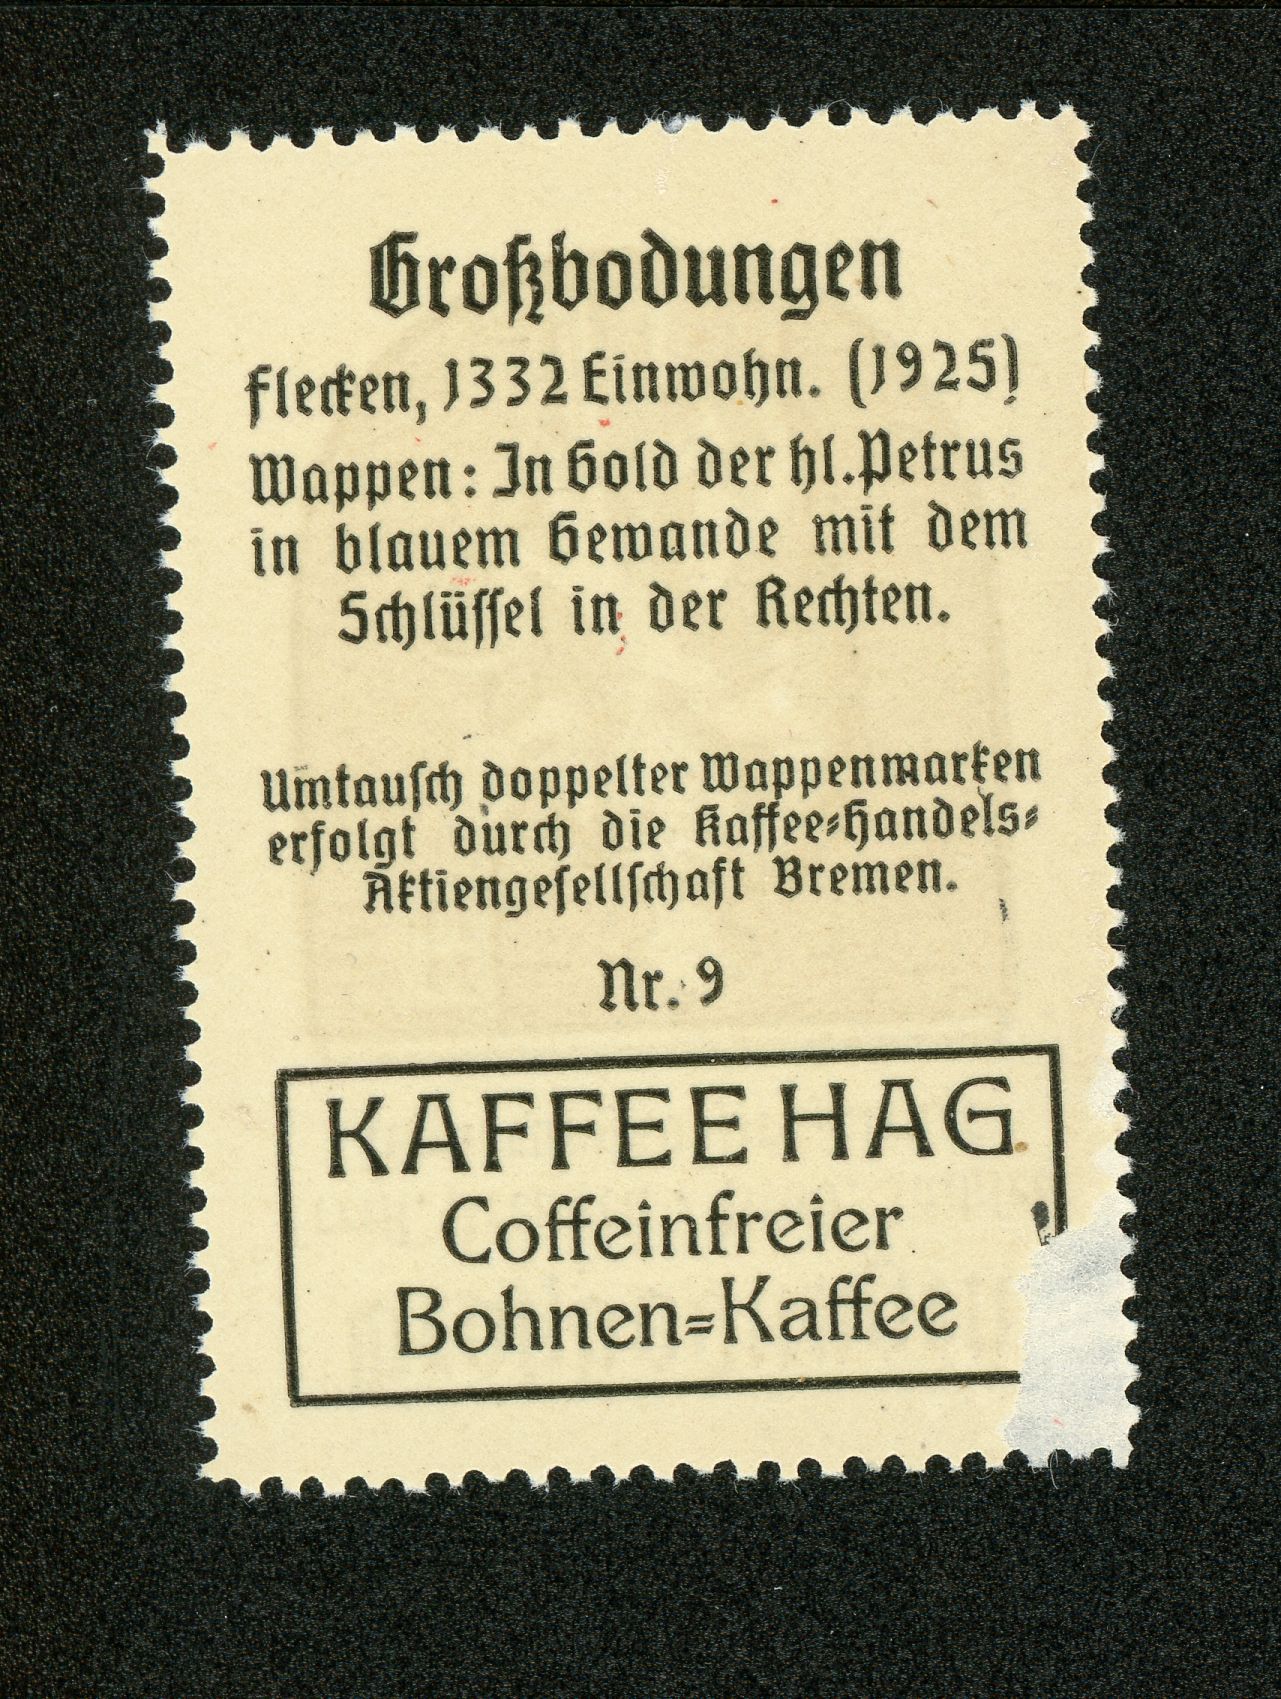 Großbodungen
Flecken, 1332 Einwohn. (1925)
Wappen: In Gold der hl. Petrus
in blauem Gewande mit dem
Schlüssel in der Rechten.
Umtausch doppelter Wappenmarken
erfolgt durch die Kaffee-Handels-
Aktiengesellschaft Bremen.
Nr. 9
KAFFEE HAG
Coffeinfreier
Bohnen-Kaffee